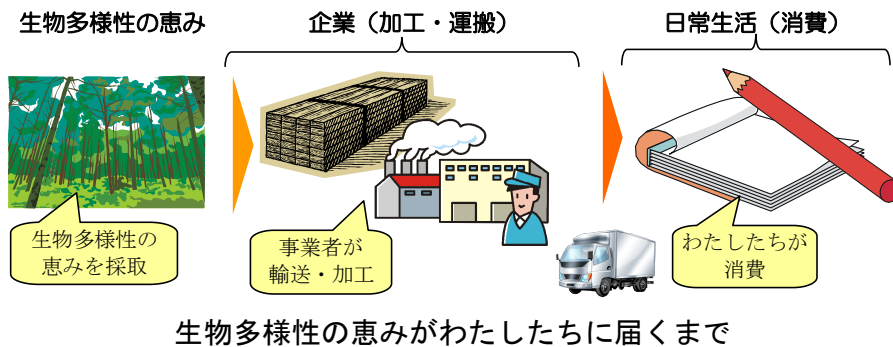 生物多様性の恵み
企業（加工・運搬）
日常生活（消費）
生物多様性の
恵みを採取
事業者が
輸送・加工
わたしたちが
消費
生物多様性の恵みがわたしたちに届くまで